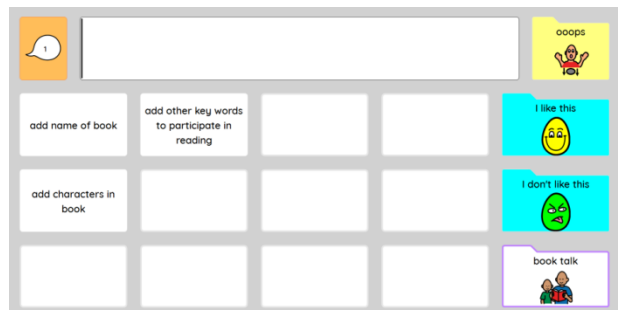 1
ooops
add name of book
add other key words
to participate in
reading
I like this
add characters in
book
I don't like this
book talk